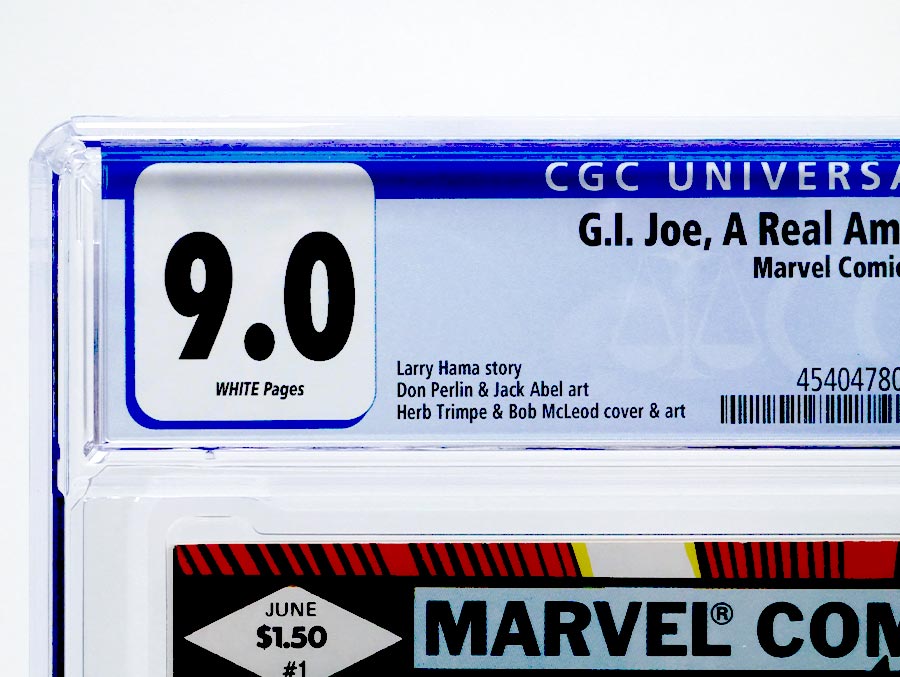 CGC UNIVERSA
9.0
WHITE Pages
G.I. Joe, A Real Am
Marvel Comic
Larry Hama story
Don Perlin & Jack Abel art
Herb Trimpe & Bob McLeod cover & art
45404780
JUNE
$1.50
#1
MARVEL® COM